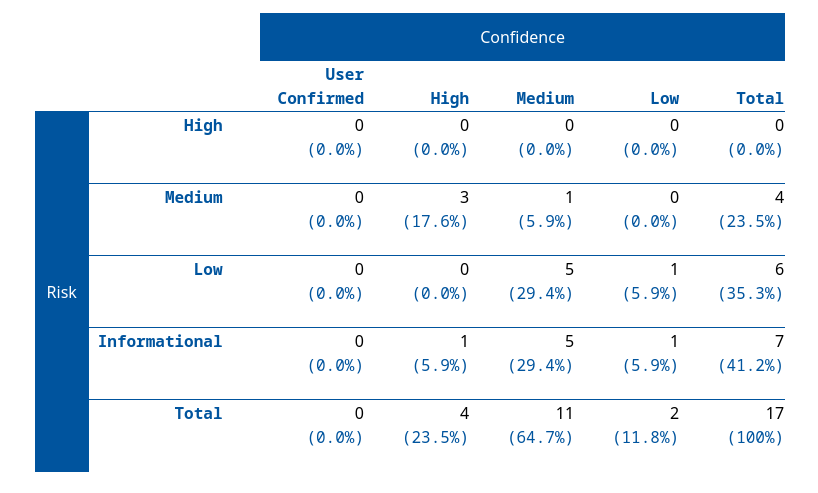 Confidence
User
Confirmed High Medium Low Total
High 0 0 0 0 0
(0.0%) (0.0%) (0.0%) (0.0%) (0.0%)
Medium 0 3 1 0 4
(0.0%) (17.6%) (5.9%) (0.0%) (23.5%)
Low 0 0 5 1 6
Risk (0.0%) (0.0%) (29.4%) (5.9%) (35.3%)
Informational 0 1 5 1 7
(0.0%) (5.9%) (29.4%) (5.9%) (41.2%)
Total 0 4 11 2 17
(0.0%) (23.5%) (64.7%) (11.8%) (100%)